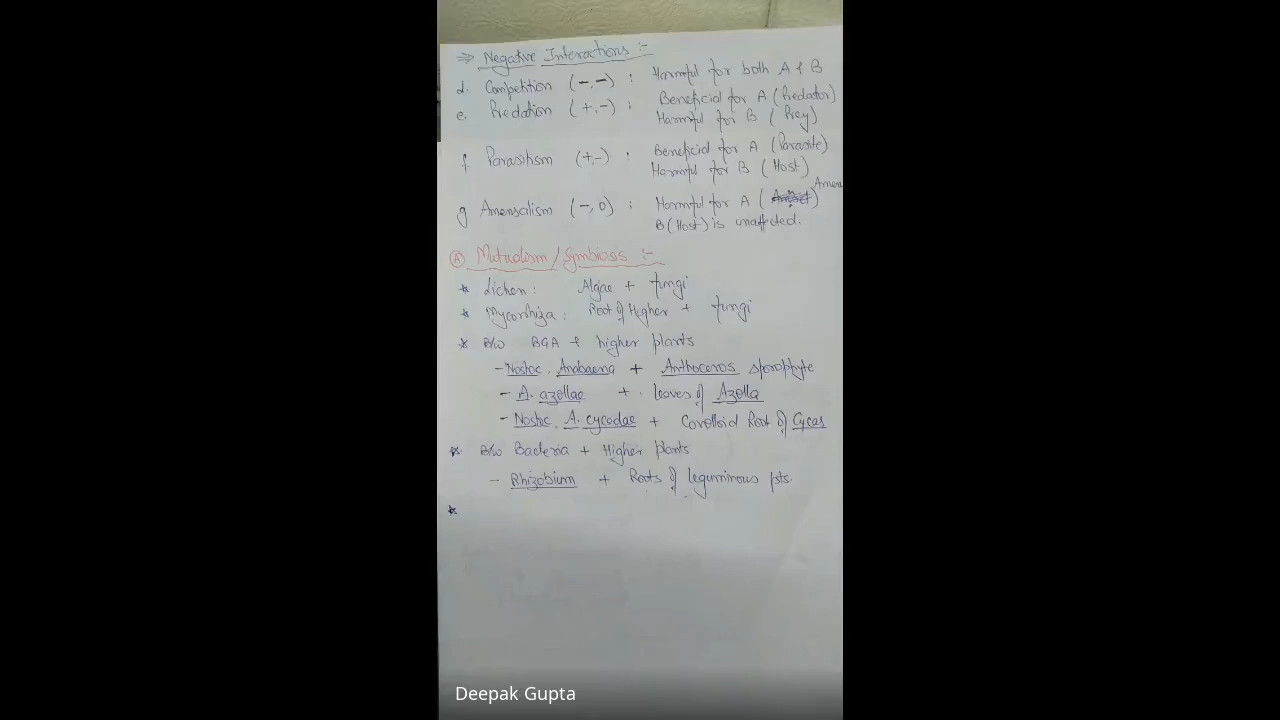 ⇒ Negative Interactions :-
d. Competition (-,-) : Harmful for both A & B
e. Predation (+,-) : Beneficial for A (Predator)
Harmful for B (Prey)
f Parasitism (+,-) : Beneficial for A (Parasite)
Harmful for B (Host)
g Amensalism (-,0) : Harmful for A ( ) Amen
B (Host) is unaffected.
Ⓐ Mutualism/Symbiosis :-
* Lichen : Algae + fungi
* Mycorrhiza : Root of Higher + fungi
* B/w BGA & higher plants
- Nostoc, Anabaena + Anthoceros sporophyte
- A. azollae + leaves of Azolla
- Nostoc, A. cycadae + Corolloid Root of Cycas
* B/w Bacteria + Higher plants
- Rhizobium + Roots of leguminous pts.
*
Deepak Gupta